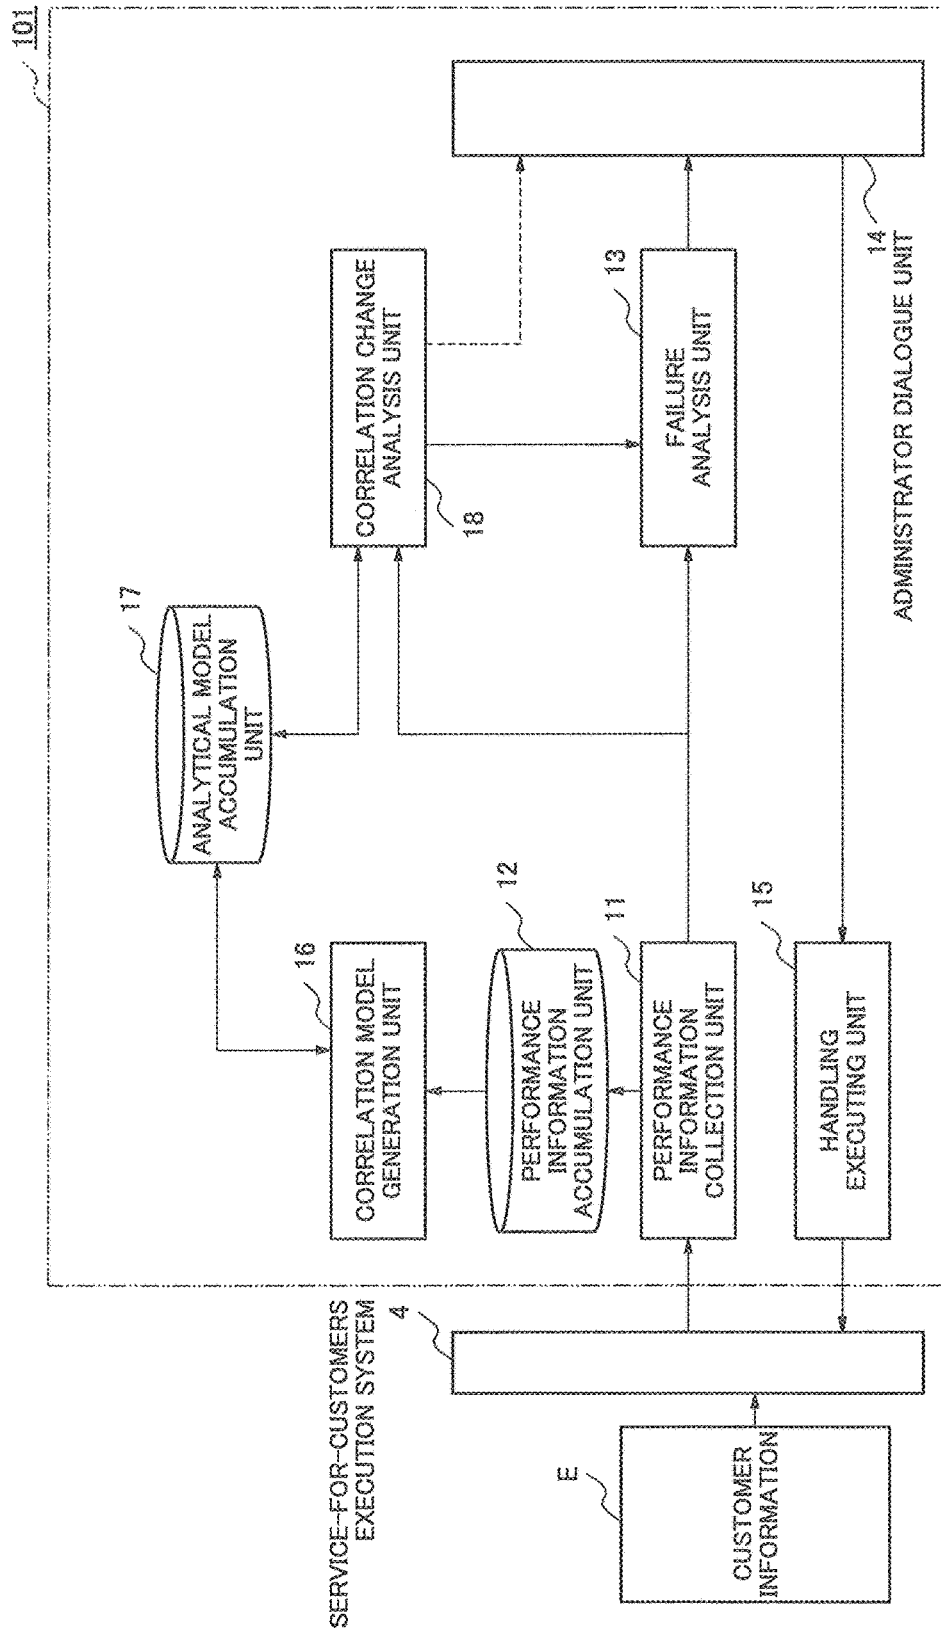 101
SERVICE-FOR-CUSTOMERS
EXECUTION SYSTEM
4
E
CUSTOMER
INFORMATION
16
CORRELATION MODEL
GENERATION UNIT
12
PERFORMANCE
INFORMATION
ACCUMULATION UNIT
11
PERFORMANCE
INFORMATION
COLLECTION UNIT
15
HANDLING
EXECUTING UNIT
17
ANALYTICAL MODEL
ACCUMULATION
UNIT
CORRELATION CHANGE
ANALYSIS UNIT
18
13
FAILURE
ANALYSIS UNIT
14
ADMINISTRATOR DIALOGUE UNIT